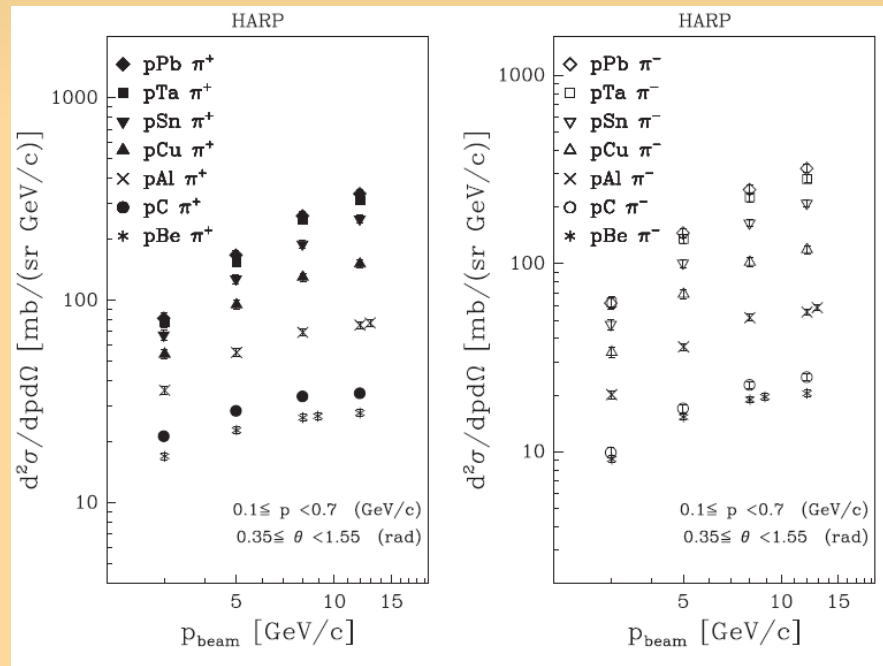 HARP
d²σ/dpdΩ [mb/(sr GeV/c)]
1000
100
10
pPb π⁺
pTa π⁺
pSn π⁺
pCu π⁺
pAl π⁺
pC π⁺
pBe π⁺
0.1≦ p <0.7 (GeV/c)
0.35≦ θ <1.55 (rad)
5 10 15
p_beam [GeV/c]
HARP
d²σ/dpdΩ [mb/(sr GeV/c)]
1000
100
10
pPb π⁻
pTa π⁻
pSn π⁻
pCu π⁻
pAl π⁻
pC π⁻
pBe π⁻
0.1≦ p <0.7 (GeV/c)
0.35≦ θ <1.55 (rad)
5 10 15
p_beam [GeV/c]